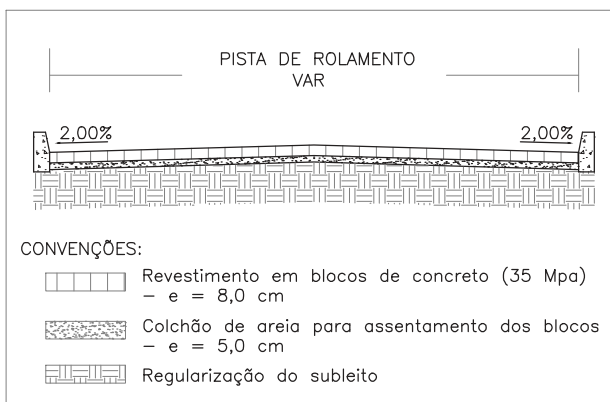 PISTA DE ROLAMENTO
VAR
2,00%
2,00%
CONVENÇÕES:
Revestimento em blocos de concreto (35 Mpa)
– e = 8,0 cm
Colchão de areia para assentamento dos blocos
– e = 5,0 cm
Regularização do subleito